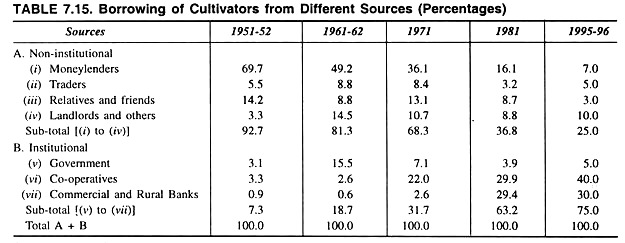 TABLE 7.15. Borrowing of Cultivators from Different Sources (Percentages)
Sources 1951-52 1961-62 1971 1981 1995-96
A. Non-institutional
(i) Moneylenders 69.7 49.2 36.1 16.1 7.0
(ii) Traders 5.5 8.8 8.4 3.2 5.0
(iii) Relatives and friends 14.2 8.8 13.1 8.7 3.0
(iv) Landlords and others 3.3 14.5 10.7 8.8 10.0
Sub-total [(i) to (iv)] 92.7 81.3 68.3 36.8 25.0
B. Institutional
(v) Government 3.1 15.5 7.1 3.9 5.0
(vi) Co-operatives 3.3 2.6 22.0 29.9 40.0
(vii) Commercial and Rural Banks 0.9 0.6 2.6 29.4 30.0
Sub-total [(v) to (vii)] 7.3 18.7 31.7 63.2 75.0
Total A + B 100.0 100.0 100.0 100.0 100.0